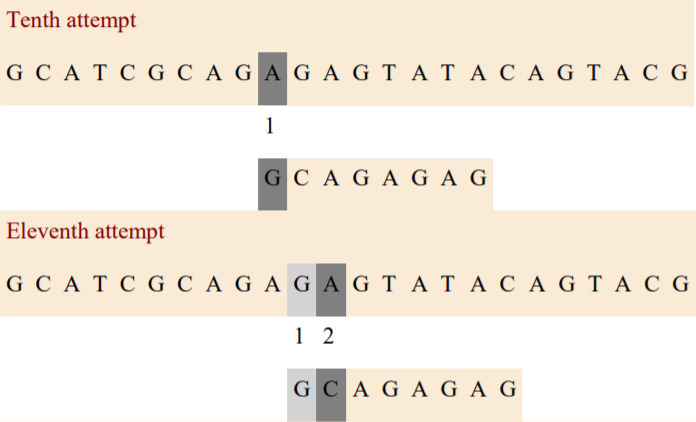 Tenth attempt
G C A T C G C A G A G A G T A T A C A G T A C G
1
G C A G A G A G
Eleventh attempt
G C A T C G C A G A G A G T A T A C A G T A C G
1 2
G C A G A G A G